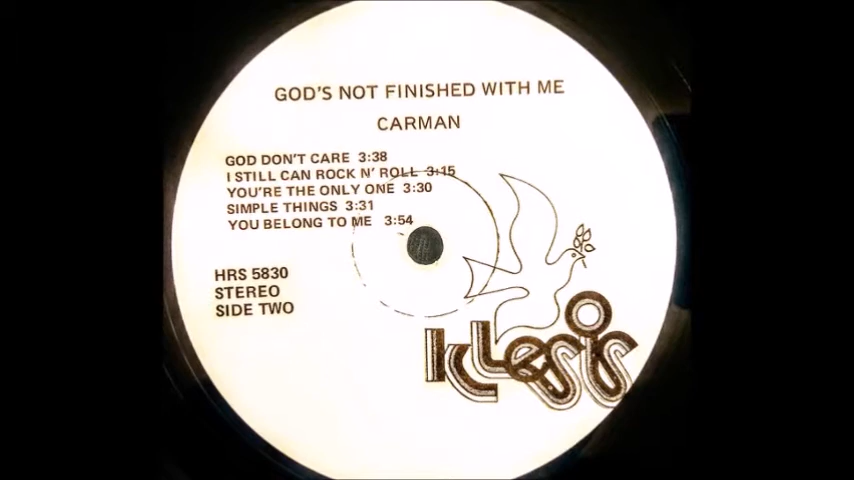 GOD'S NOT FINISHED WITH ME
CARMAN
GOD DON'T CARE 3:38
I STILL CAN ROCK N' ROLL 3:15
YOU'RE THE ONLY ONE 3:30
SIMPLE THINGS 3:31
YOU BELONG TO ME 3:54
HRS 5830
STEREO
SIDE TWO
Klesis